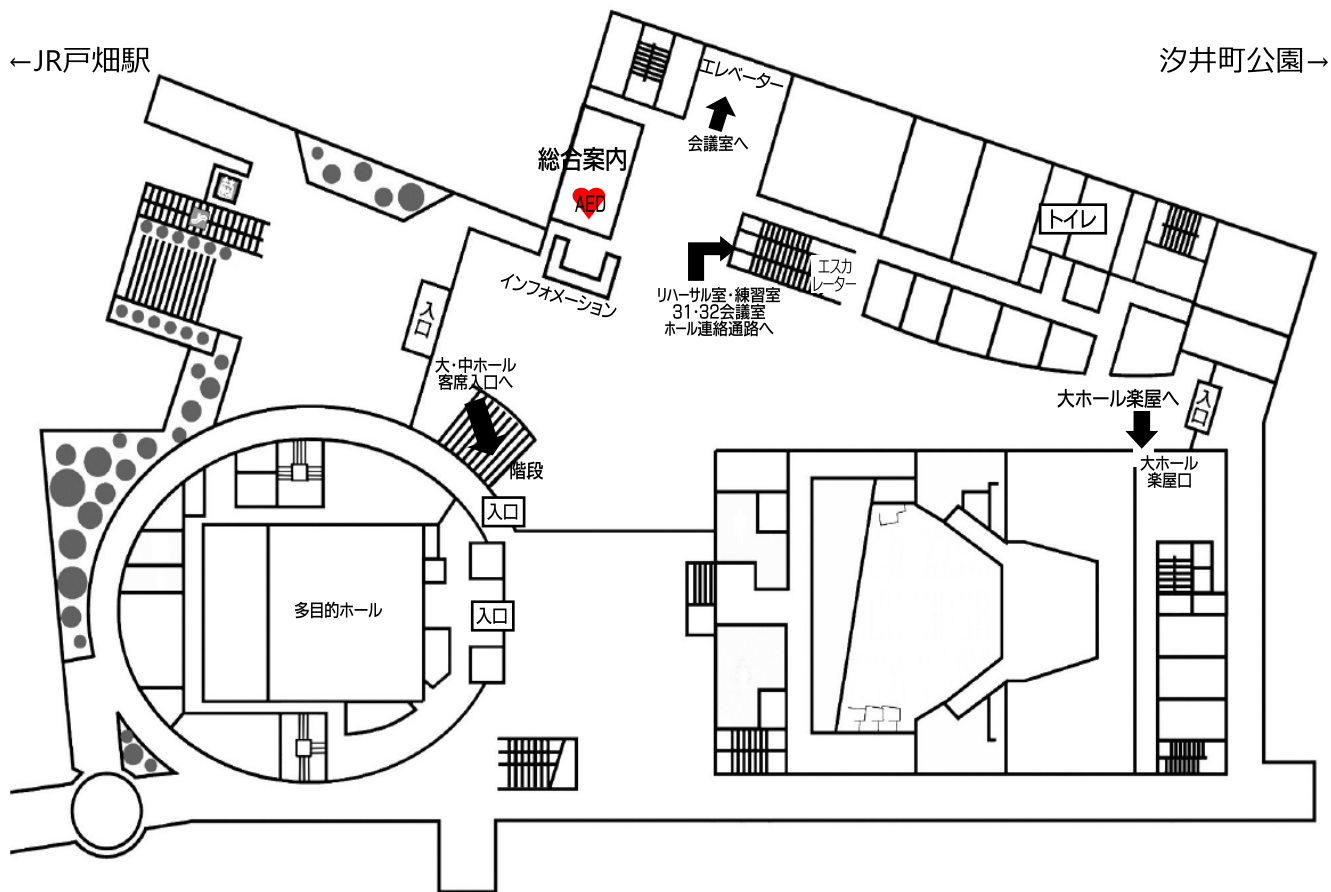 ←JR戸畑駅
汐井町公園→
エレベーター
会議室へ
総合案内
AED
トイレ
インフォメーション
エスカ
レーター
リハーサル室・練習室
31・32会議室
ホール連絡通路へ
入口
大・中ホール
客席入口へ
階段
入口
大ホール楽屋へ
入口
大ホール
楽屋口
多目的ホール
入口